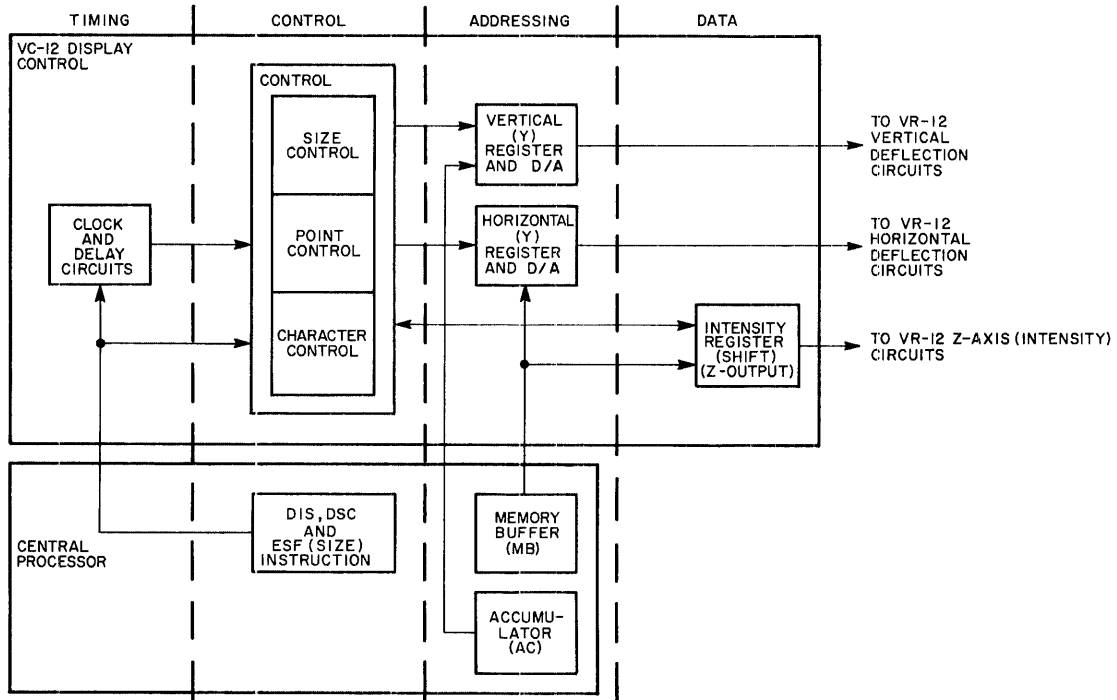 TIMING
CONTROL
ADDRESSING
DATA
VC-12 DISPLAY
CONTROL
CONTROL
SIZE
CONTROL
POINT
CONTROL
CHARACTER
CONTROL
CLOCK
AND
DELAY
CIRCUITS
VERTICAL
(Y)
REGISTER
AND D/A
HORIZONTAL
(Y)
REGISTER
AND D/A
INTENSITY
REGISTER
(SHIFT)
(Z-OUTPUT)
TO VR-12
VERTICAL
DEFLECTION
CIRCUITS
TO VR-12
HORIZONTAL
DEFLECTION
CIRCUITS
TO VR-12 Z-AXIS (INTENSITY)
CIRCUITS
CENTRAL
PROCESSOR
DIS, DSC
AND
ESF (SIZE)
INSTRUCTION
MEMORY
BUFFER
(MB)
ACCUMU-
LATOR
(AC)